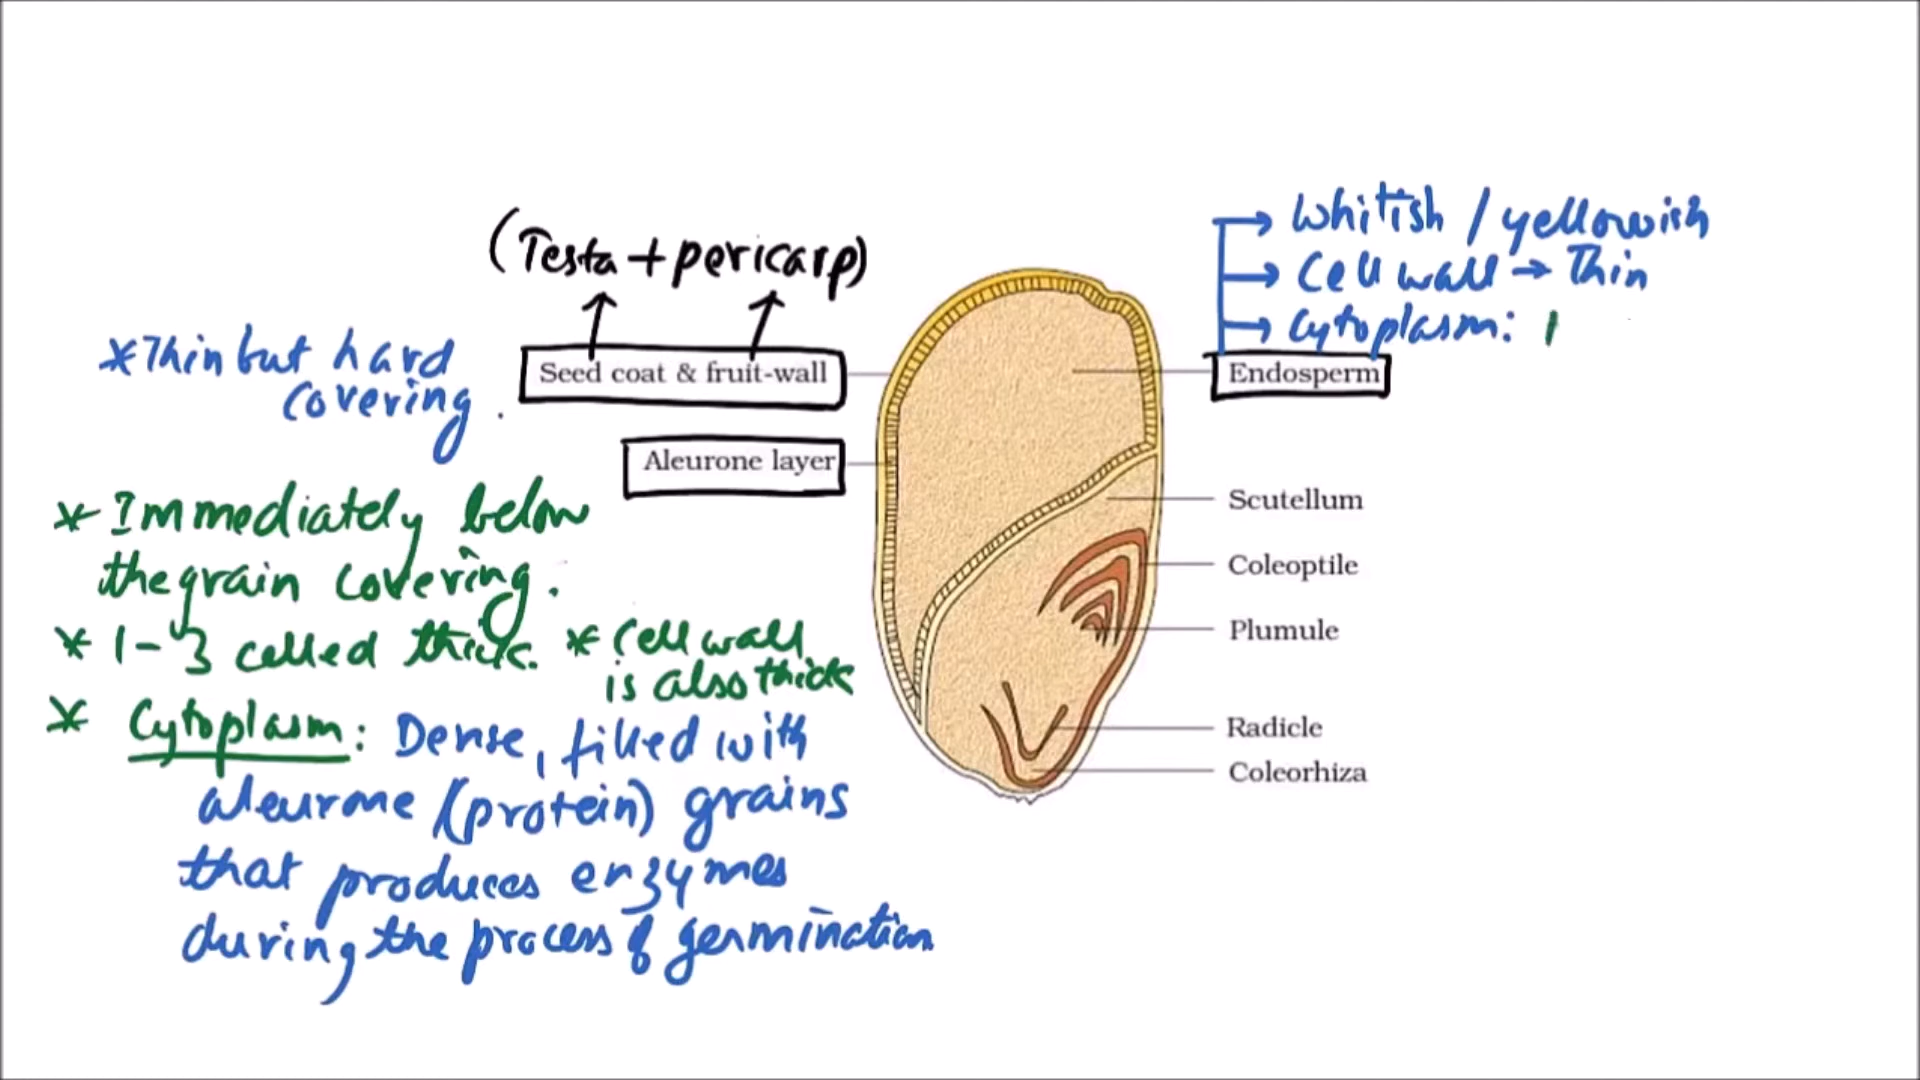 (Testa + pericarp)
* Thin but hard
covering.
Seed coat & fruit-wall
Aleurone layer
* Immediately below
the grain covering.
* 1-3 celled thick. * Cell wall
is also thick
* Cytoplasm: Dense, filled with
aleurone (protein) grains
that produces enzymes
during the process of germination
→ Whitish / yellowish
→ Cell wall → Thin
→ Cytoplasm:
Endosperm
Scutellum
Coleoptile
Plumule
Radicle
Coleorhiza